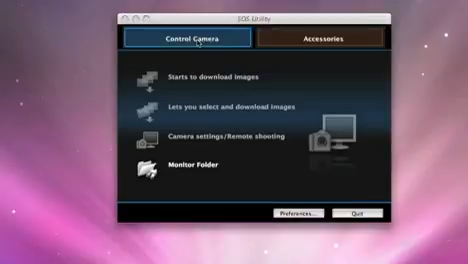 EOS Utility
Control Camera
Accessories
Starts to download images
Lets you select and download images
Camera settings/Remote shooting
Monitor Folder
Preferences...
Quit